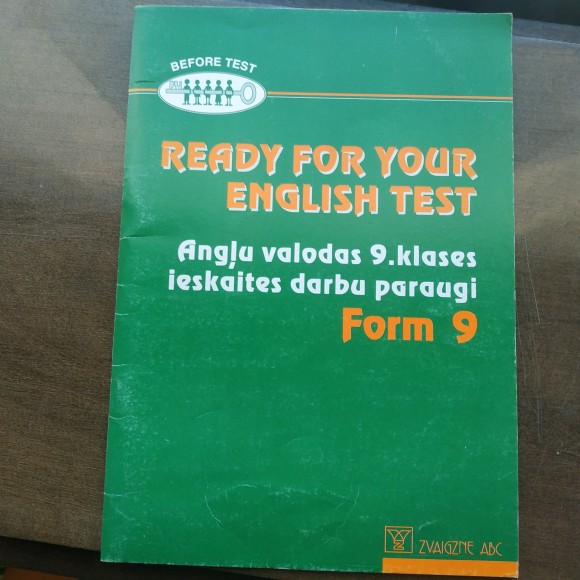 BEFORE TEST
READY FOR YOUR
ENGLISH TEST
Angļu valodas 9.klases
ieskaites darbu paraugi
Form 9
ZVAIGZNE ABC